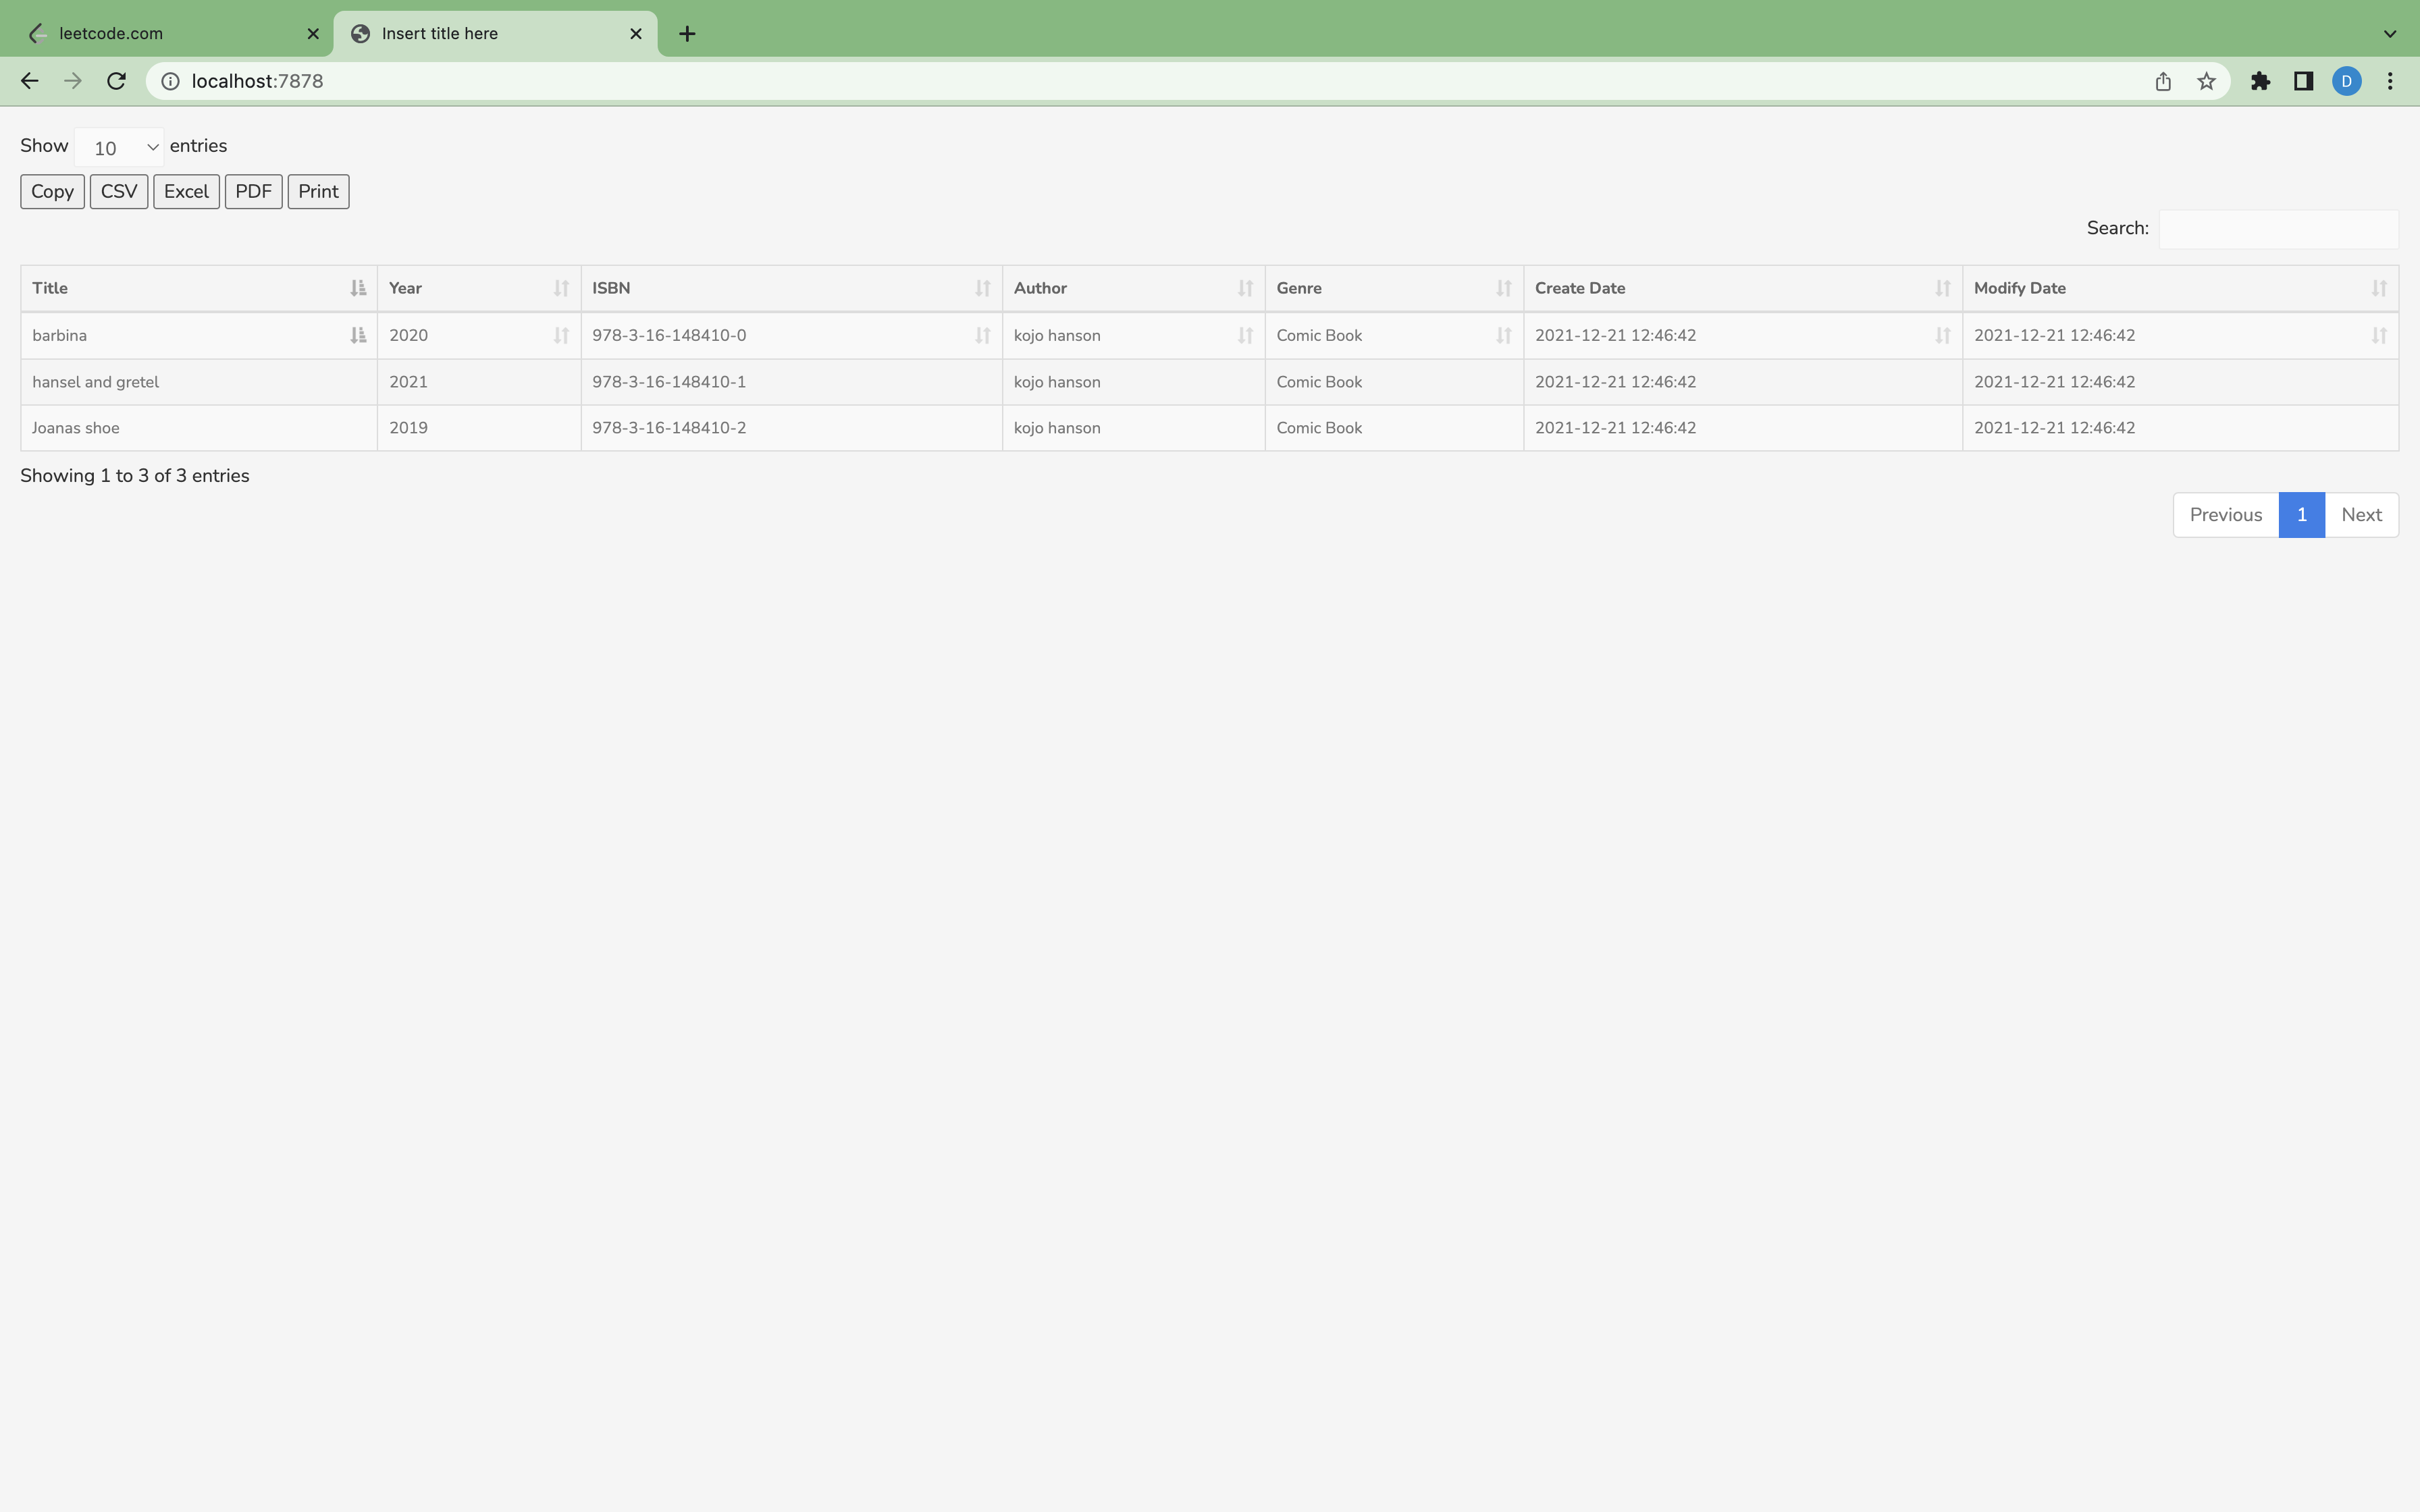 leetcode.com Insert title here
localhost:7878 D
Show 10 entries
Copy CSV Excel PDF Print
Search:
Title Year ISBN Author Genre Create Date Modify Date
barbina 2020 978-3-16-148410-0 kojo hanson Comic Book 2021-12-21 12:46:42 2021-12-21 12:46:42
hansel and gretel 2021 978-3-16-148410-1 kojo hanson Comic Book 2021-12-21 12:46:42 2021-12-21 12:46:42
Joanas shoe 2019 978-3-16-148410-2 kojo hanson Comic Book 2021-12-21 12:46:42 2021-12-21 12:46:42
Showing 1 to 3 of 3 entries
Previous 1 Next